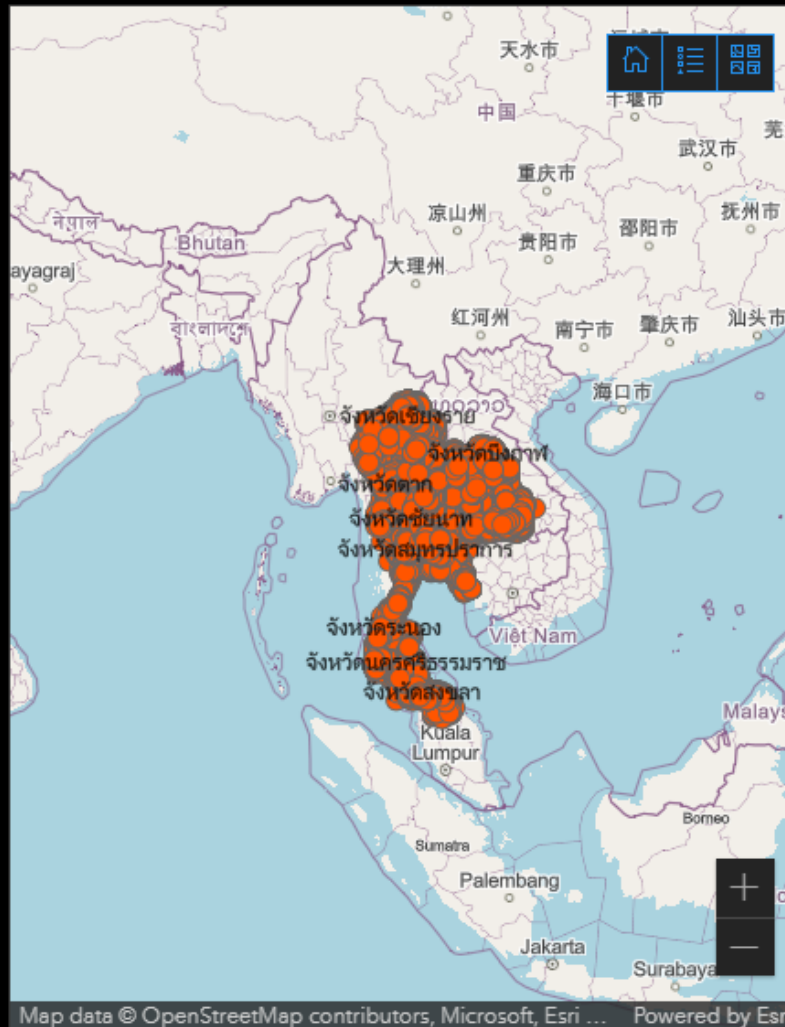 天水市
十堰市
中国
武汉市
重庆市
凉山州
邵阳市
抚州市
नेपाल
Bhutan
贵阳市
大理州
ayagraj
বাংলাদেশ
红河州
南宁市
肇庆市
汕头市
海口市
จังหวัดเชียงราย
จังหวัดบึงกาฬ
จังหวัดตาก
จังหวัดชัยนาท
จังหวัดสมุทรปราการ
จังหวัดระนอง
Việt Nam
จังหวัดนครศรีธรรมราช
จังหวัดสงขลา
Malays
Kuala
Lumpur
Borneo
Sumatra
Palembang
Jakarta
Surabaya
Map data © OpenStreetMap contributors, Microsoft, Esri ...
Powered by Esr